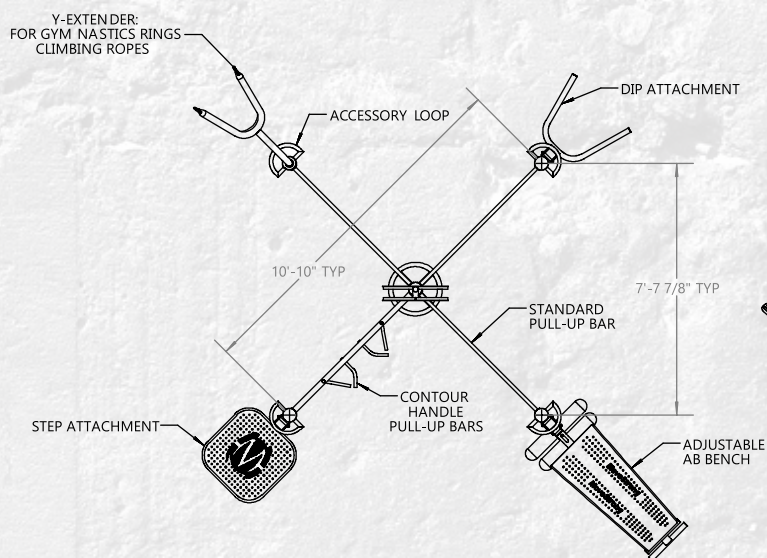 Y-EXTENDER:
FOR GYM NASTICS RINGS
CLIMBING ROPES
ACCESSORY LOOP
DIP ATTACHMENT
10'-10" TYP
7'-7 7/8" TYP
STANDARD
PULL-UP BAR
CONTOUR
HANDLE
PULL-UP BARS
STEP ATTACHMENT
ADJUSTABLE
AB BENCH